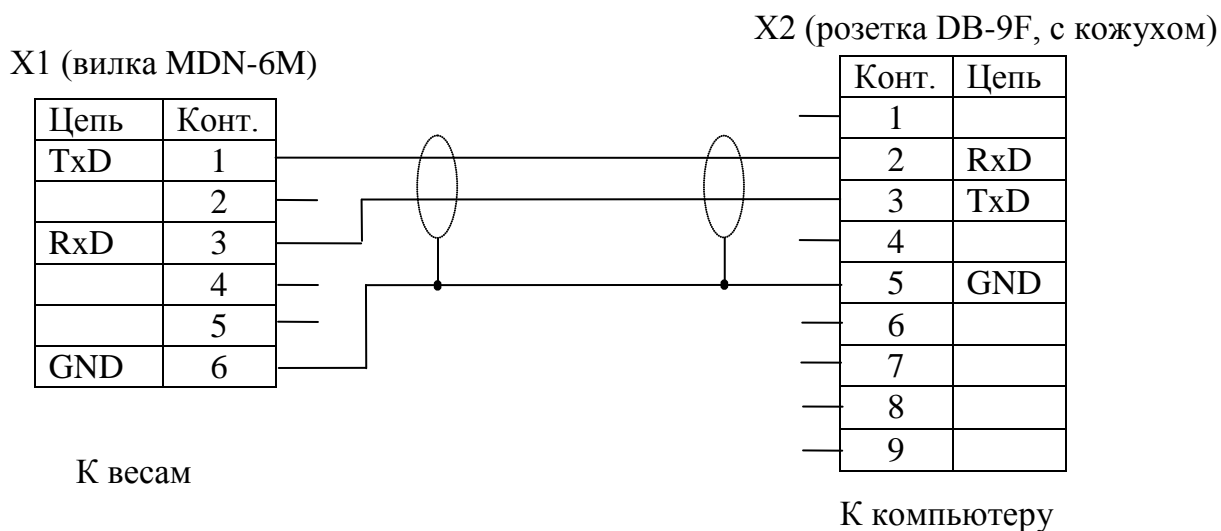 X2 (розетка DB-9F, с кожухом)
X1 (вилка MDN-6M)
Цепь Конт.
TxD 1
2
RxD 3
4
5
GND 6
К весам
Конт. Цепь
1
2 RxD
3 TxD
4
5 GND
6
7
8
9
К компьютеру